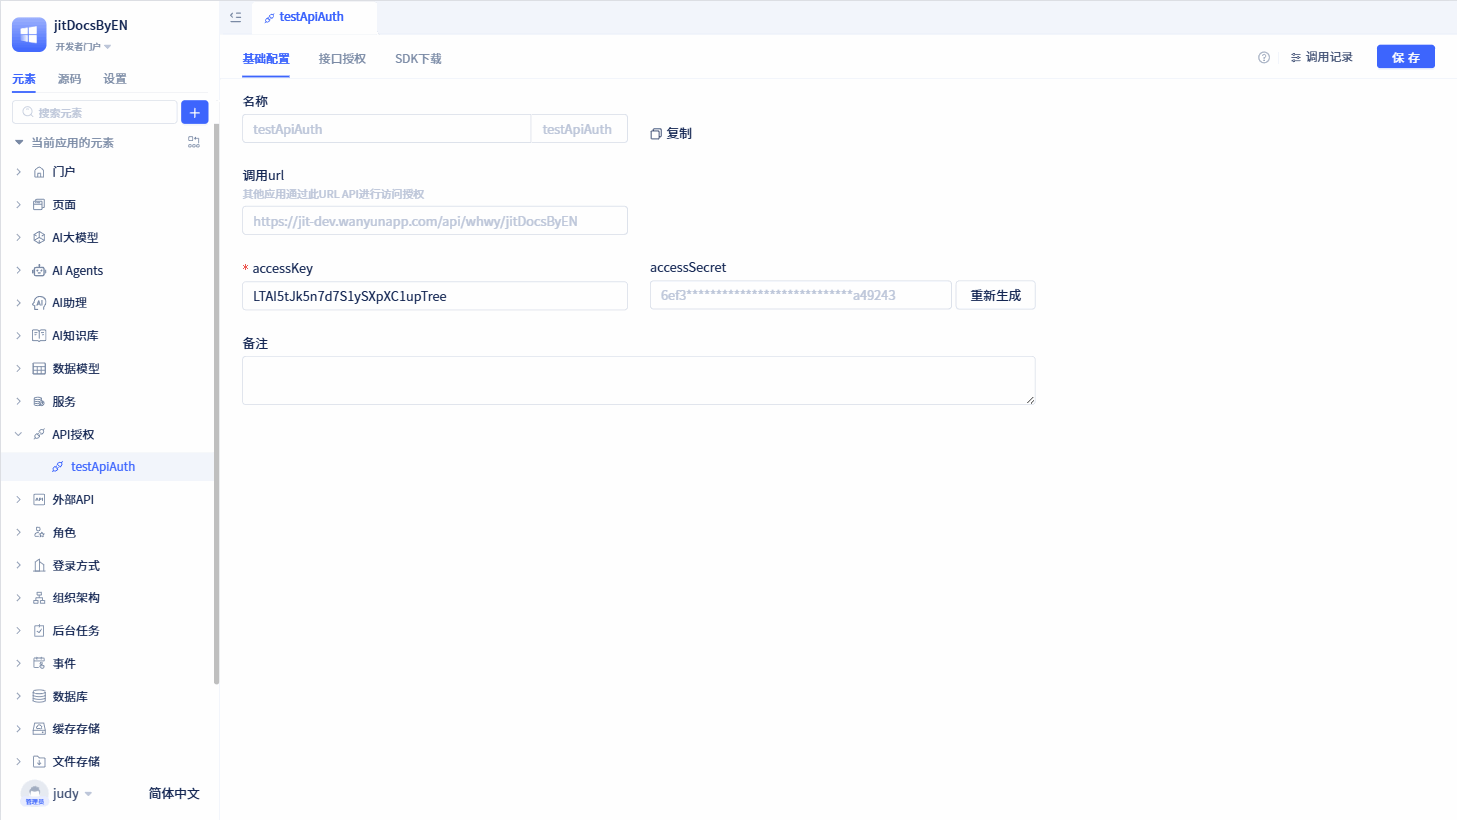 jitDocsByEN
开发者门户
元素 源码 设置
搜索元素
当前应用的元素
门户
页面
AI大模型
AI Agents
AI助理
AI知识库
数据模型
服务
API授权
testApiAuth
外部API
角色
登录方式
组织架构
后台任务
事件
数据库
缓存存储
文件存储
管理员
judy
简体中文
testApiAuth
基础配置 接口授权 SDK下载
调用记录
保存
名称
testApiAuth testApiAuth
复制
调用url
其他应用通过此URL API进行访问授权
https://jit-dev.wanyunapp.com/api/whwy/jitDocsByEN
* accessKey
LTAI5tJk5n7d7S1ySXpXC1upTree
accessSecret
6ef3****************************a49243
重新生成
备注